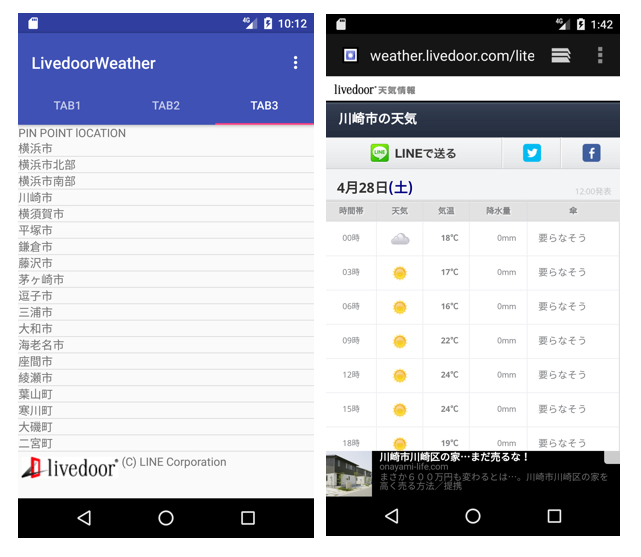 4G 10:12
LivedoorWeather
TAB1 TAB2 TAB3
PIN POINT lOCATION
横浜市
横浜市北部
横浜市南部
川崎市
横須賀市
平塚市
鎌倉市
藤沢市
茅ヶ崎市
逗子市
三浦市
大和市
海老名市
座間市
綾瀬市
葉山町
寒川町
大磯町
二宮町
livedoor (C) LINE Corporation
4G 1:42
weather.livedoor.com/lite
livedoor 天気情報
川崎市の天気
LINE LINEで送る
4月28日(土)
12:00発表
時間帯 天気 気温 降水量 傘
00時 18℃ 0mm 要らなそう
03時 17℃ 0mm 要らなそう
06時 16℃ 0mm 要らなそう
09時 22℃ 0mm 要らなそう
12時 24℃ 0mm 要らなそう
15時 24℃ 0mm 要らなそう
18時 19℃ 0mm 要らなそう
川崎市川崎区の家…まだ売るな！
onayami-life.com
まさか６００万円も変わるとは…。川崎市川崎区の家を
高く売る方法／提携